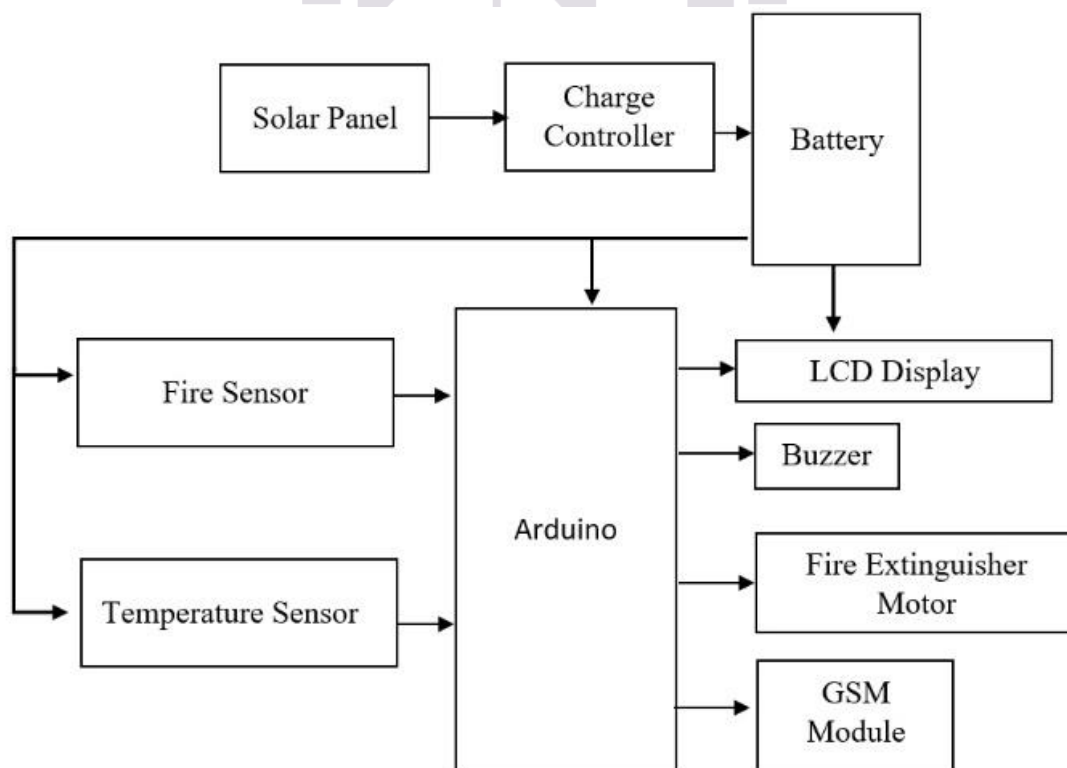 Solar Panel
Charge
Controller
Battery
Fire Sensor
Temperature Sensor
Arduino
LCD Display
Buzzer
Fire Extinguisher
Motor
GSM
Module